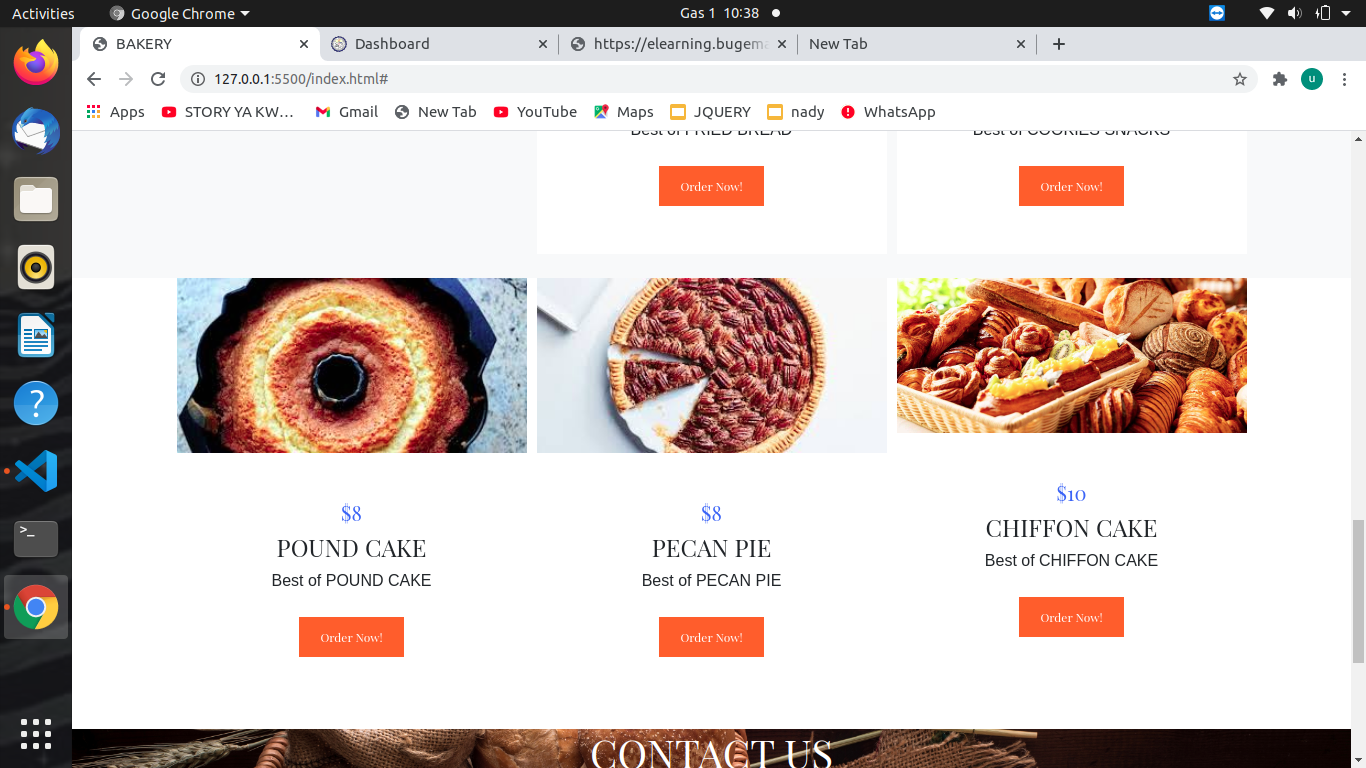 Activities
Google Chrome
Gas 1 10:38
BAKERY
Dashboard
https://elearning.bugema
New Tab
127.0.0.1:5500/index.html#
u
Apps
STORY YA KW...
Gmail
New Tab
YouTube
Maps
JQUERY
nady
WhatsApp
Best of FRIED BREAD
Best of COOKIES SNACKS
Order Now!
Order Now!
$8
POUND CAKE
Best of POUND CAKE
Order Now!
$8
PECAN PIE
Best of PECAN PIE
Order Now!
$10
CHIFFON CAKE
Best of CHIFFON CAKE
Order Now!
CONTACT US